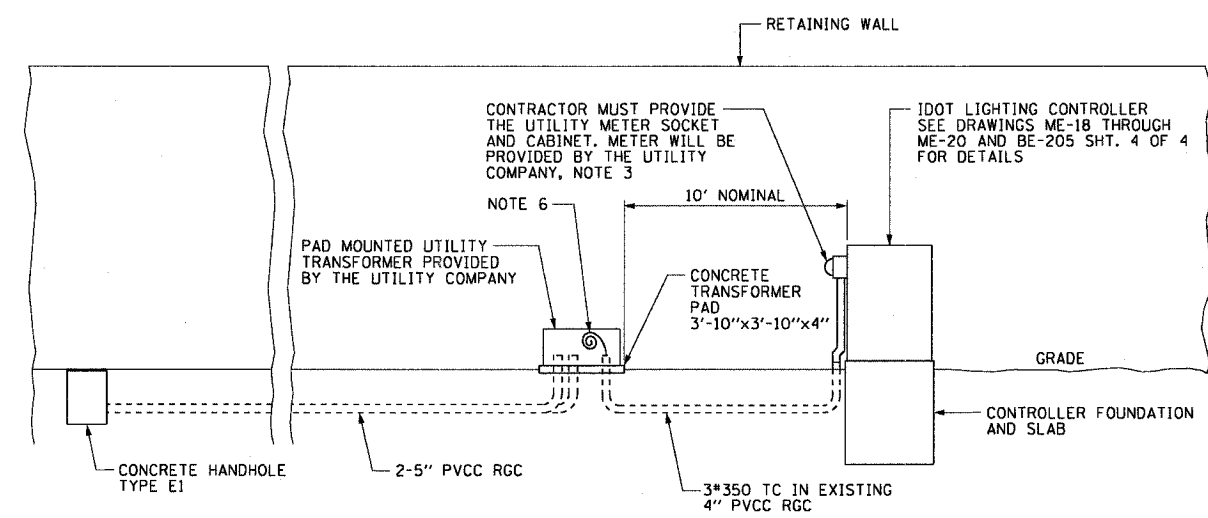 RETAINING WALL
CONTRACTOR MUST PROVIDE
THE UTILITY METER SOCKET
AND CABINET. METER WILL BE
PROVIDED BY THE UTILITY
COMPANY, NOTE 3
IDOT LIGHTING CONTROLLER
SEE DRAWINGS ME-18 THROUGH
ME-20 AND BE-205 SHT. 4 OF 4
FOR DETAILS
10' NOMINAL
NOTE 6
PAD MOUNTED UTILITY
TRANSFORMER PROVIDED
BY THE UTILITY COMPANY
CONCRETE
TRANSFORMER
PAD
3'-10"x3'-10"x4"
GRADE
CONTROLLER FOUNDATION
AND SLAB
CONCRETE HANDHOLE
TYPE E1
2-5" PVCC RGC
3#350 TC IN EXISTING
4" PVCC RGC